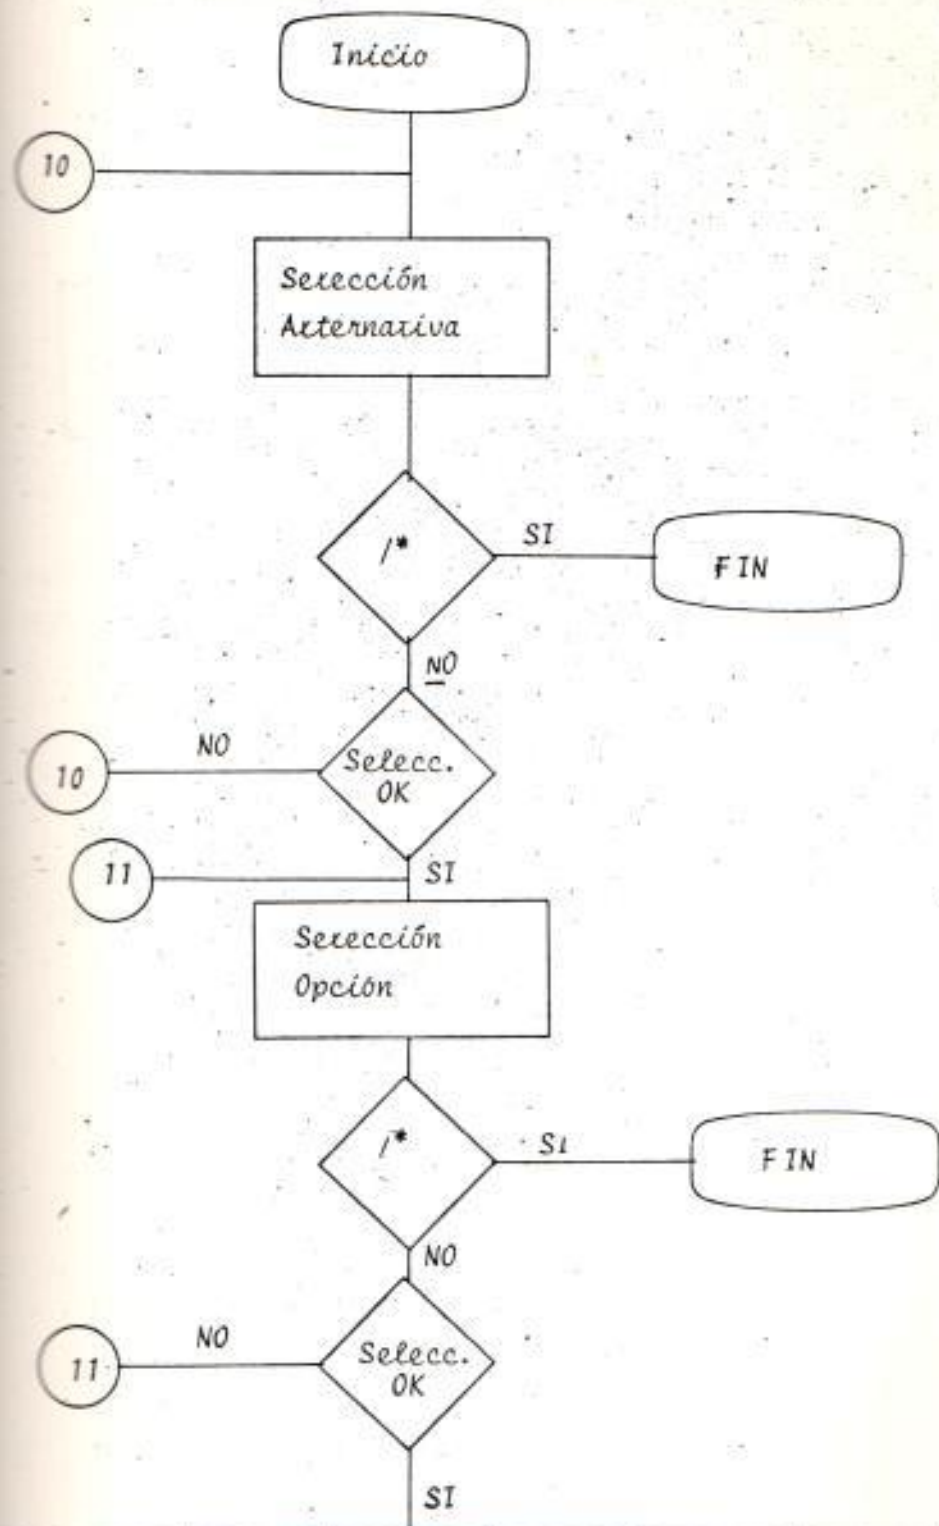 Inicio
10
Selección
Alternativa
/*
SI
FIN
NO
NO
10
Selecc.
OK
11
SI
Selección
Opción
/*
SI
FIN
NO
NO
11
Selecc.
OK
SI